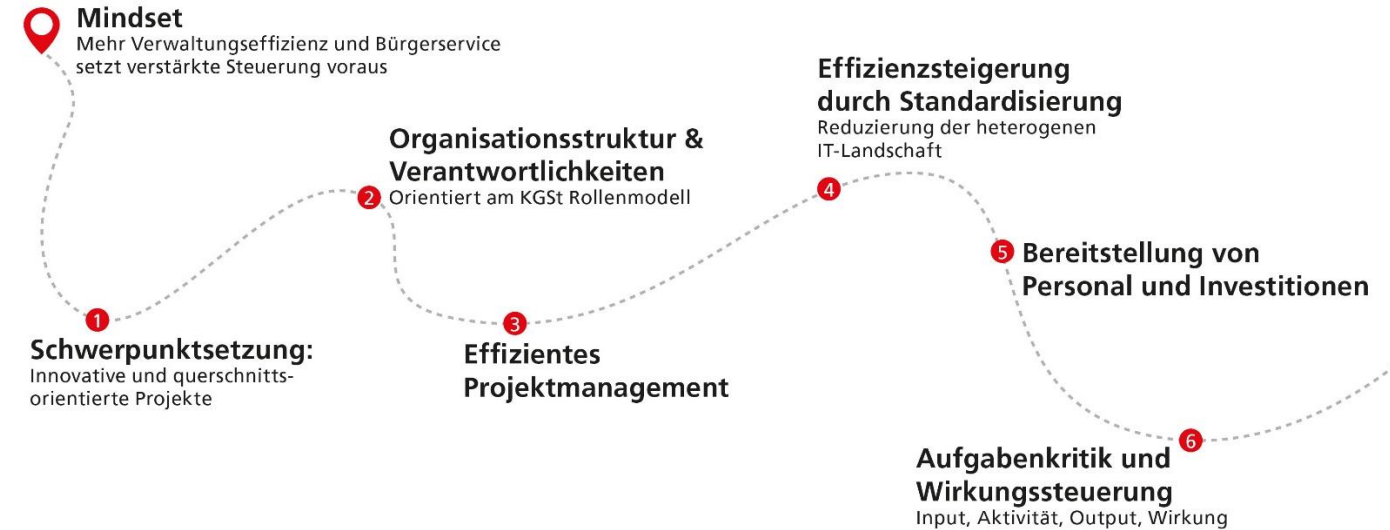 Mindset
Mehr Verwaltungseffizienz und Bürgerservice
setzt verstärkte Steuerung voraus
1
Schwerpunktsetzung:
Innovative und querschnitts-
orientierte Projekte
Organisationsstruktur &
Verantwortlichkeiten
2 Orientiert am KGSt Rollenmodell
3
Effizientes
Projektmanagement
Effizienzsteigerung
durch Standardisierung
Reduzierung der heterogenen
IT-Landschaft
4
5 Bereitstellung von
Personal und Investitionen
6
Aufgabenkritik und
Wirkungssteuerung
Input, Aktivität, Output, Wirkung